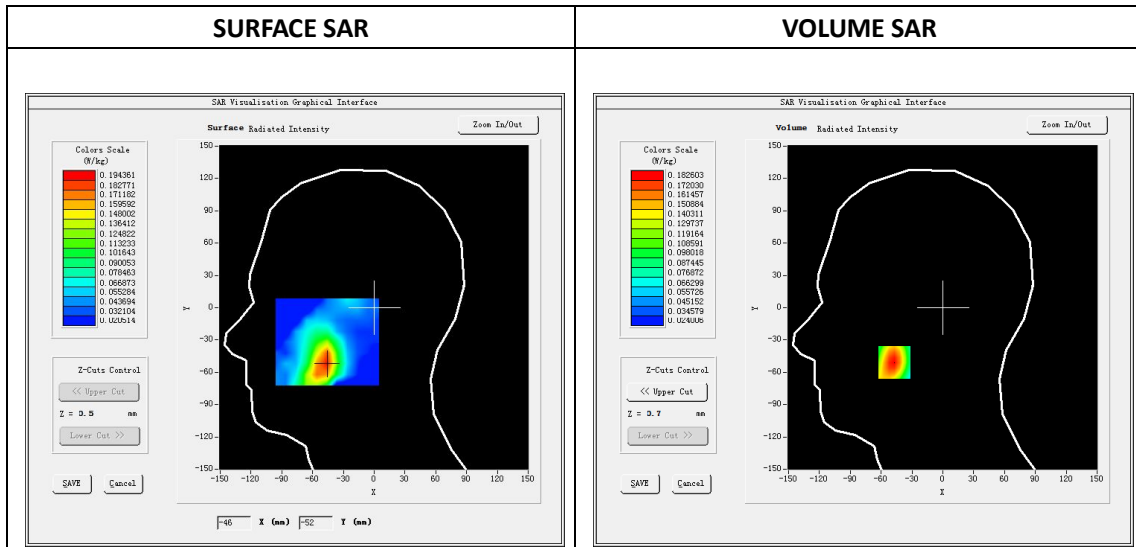 SURFACE SAR
VOLUME SAR
SAR Visualisation Graphical Interface
Surface Radiated Intensity
Zoom In/Out
Colors Scale
(W/kg)
0.194361
0.182771
0.171182
0.159592
0.148002
0.136412
0.124822
0.113233
0.101643
0.090053
0.078463
0.066873
0.055284
0.043694
0.032104
0.020514
Z-Cuts Control
<< Upper Cut
Z = 0.5 mm
Lower Cut >>
SAVE Cancel
150
120
90
60
30
0
-30
-60
-90
-120
-150
Y
-150 -120 -90 -60 -30 0 30 60 90 120 150
X
-46 X (mm) -52 Y (mm)
SAR Visualisation Graphical Interface
Volume Radiated Intensity
Zoom In/Out
Colors Scale
(W/kg)
0.182603
0.172030
0.161457
0.150884
0.140311
0.129737
0.119164
0.108591
0.098018
0.087445
0.076872
0.066299
0.055726
0.045152
0.034579
0.024006
Z-Cuts Control
<< Upper Cut
Z = 0.7 mm
Lower Cut >>
SAVE Cancel
150
120
90
60
30
0
-30
-60
-90
-120
-150
Y
-150 -120 -90 -60 -30 0 30 60 90 120 150
X